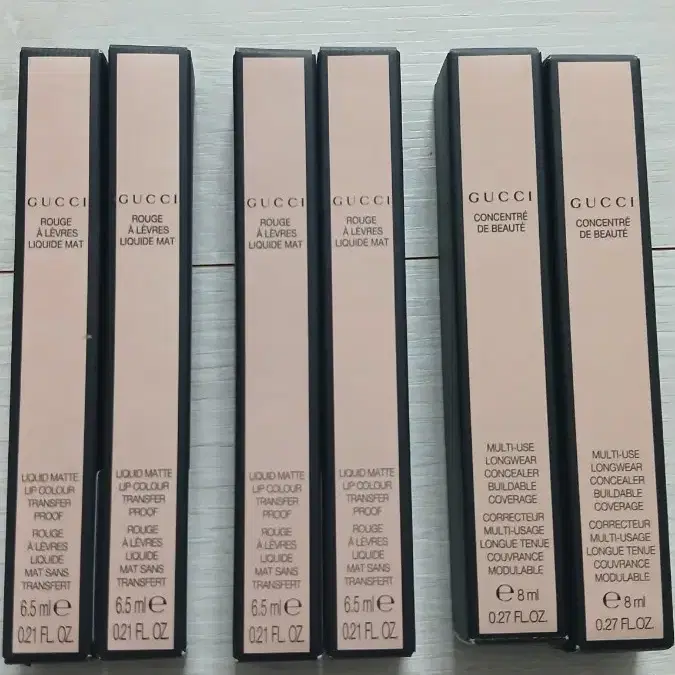 GUCCI
ROUGE
À LÈVRES
LIQUIDE MAT
LIQUID MATTE
LIP COLOUR
TRANSFER
PROOF
ROUGE
À LÈVRES
LIQUIDE
MAT SANS
TRANSFERT
6.5 ml e
0.21 FL. OZ.
GUCCI
ROUGE
À LÈVRES
LIQUIDE MAT
LIQUID MATTE
LIP COLOUR
TRANSFER
PROOF
ROUGE
À LÈVRES
LIQUIDE
MAT SANS
TRANSFERT
6.5 ml e
0.21 FL. OZ.
GUCCI
ROUGE
À LÈVRES
LIQUIDE MAT
LIQUID MATTE
LIP COLOUR
TRANSFER
PROOF
ROUGE
À LÈVRES
LIQUIDE
MAT SANS
TRANSFERT
6.5 ml e
0.21 FL. OZ.
GUCCI
ROUGE
À LÈVRES
LIQUIDE MAT
LIQUID MATTE
LIP COLOUR
TRANSFER
PROOF
ROUGE
À LÈVRES
LIQUIDE
MAT SANS
TRANSFERT
6.5 ml e
0.21 FL. OZ.
GUCCI
CONCENTRÉ
DE BEAUTÉ
MULTI-USE
LONGWEAR
CONCEALER
BUILDABLE
COVERAGE
CORRECTEUR
MULTI-USAGE
LONGUE TENUE
COUVRANCE
MODULABLE
e 8 ml
0.27 FL.OZ.
GUCCI
CONCENTRÉ
DE BEAUTÉ
MULTI-USE
LONGWEAR
CONCEALER
BUILDABLE
COVERAGE
CORRECTEUR
MULTI-USAGE
LONGUE TENUE
COUVRANCE
MODULABLE
e 8 ml
0.27 FL.OZ.